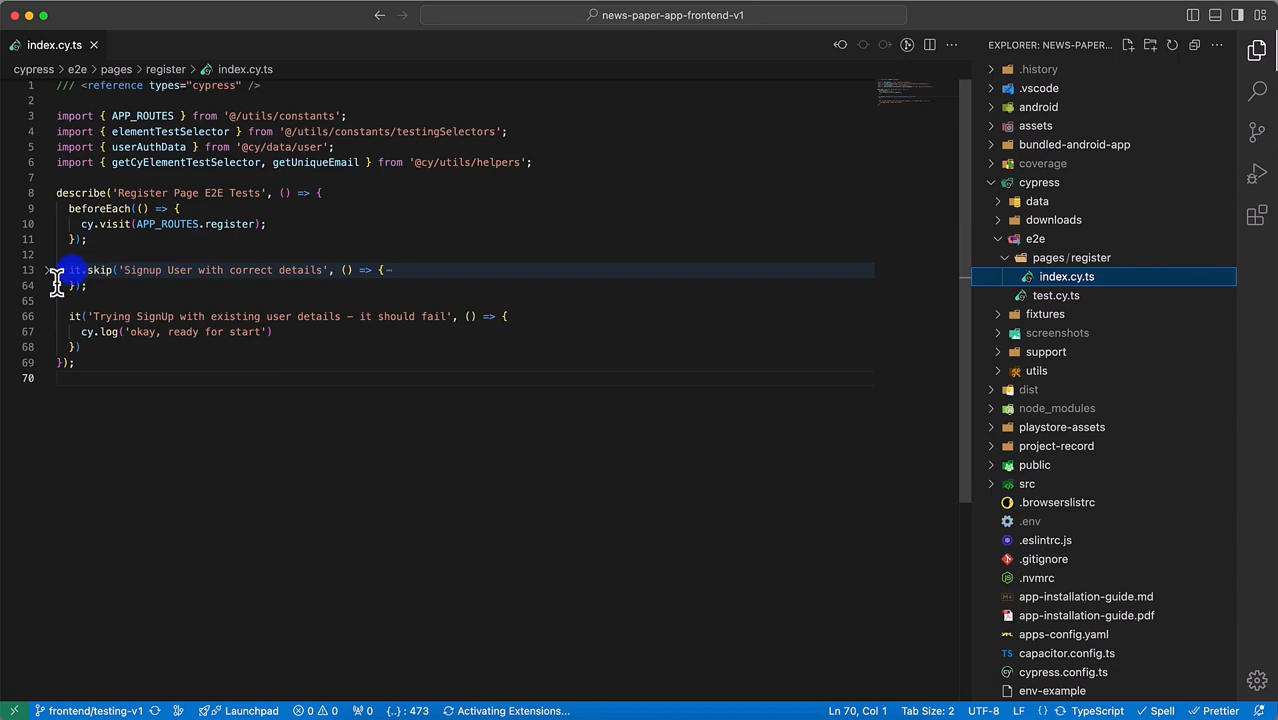 news-paper-app-frontend-v1
index.cy.ts
cypress > e2e > pages > register > index.cy.ts
1 /// <reference types="cypress" />
2
3 import { APP_ROUTES } from '@/utils/constants';
4 import { elementTestSelector } from '@/utils/constants/testingSelectors';
5 import { userAuthData } from '@cy/data/user';
6 import { getCyElementTestSelector, getUniqueEmail } from '@cy/utils/helpers';
7
8 describe('Register Page E2E Tests', () => {
9 beforeEach(() => {
10 cy.visit(APP_ROUTES.register);
11 });
12
13 it.skip('Signup User with correct details', () => {⋯
64 });
65
66 it('Trying SignUp with existing user details – it should fail', () => {
67 cy.log('okay, ready for start')
68 })
69 });
70
EXPLORER: NEWS-PAPER...
.history
.vscode
android
assets
bundled-android-app
coverage
cypress
data
downloads
e2e
pages/register
index.cy.ts
test.cy.ts
fixtures
screenshots
support
utils
dist
node_modules
playstore-assets
project-record
public
src
.browserslistrc
.env
.eslintrc.js
.gitignore
.nvmrc
app-installation-guide.md
app-installation-guide.pdf
apps-config.yaml
capacitor.config.ts
cypress.config.ts
env-example
frontend/testing-v1 Launchpad 0 0 0 {..} : 473 Activating Extensions... Ln 70, Col 1 Tab Size: 2 UTF-8 LF {} TypeScript Spell Prettier